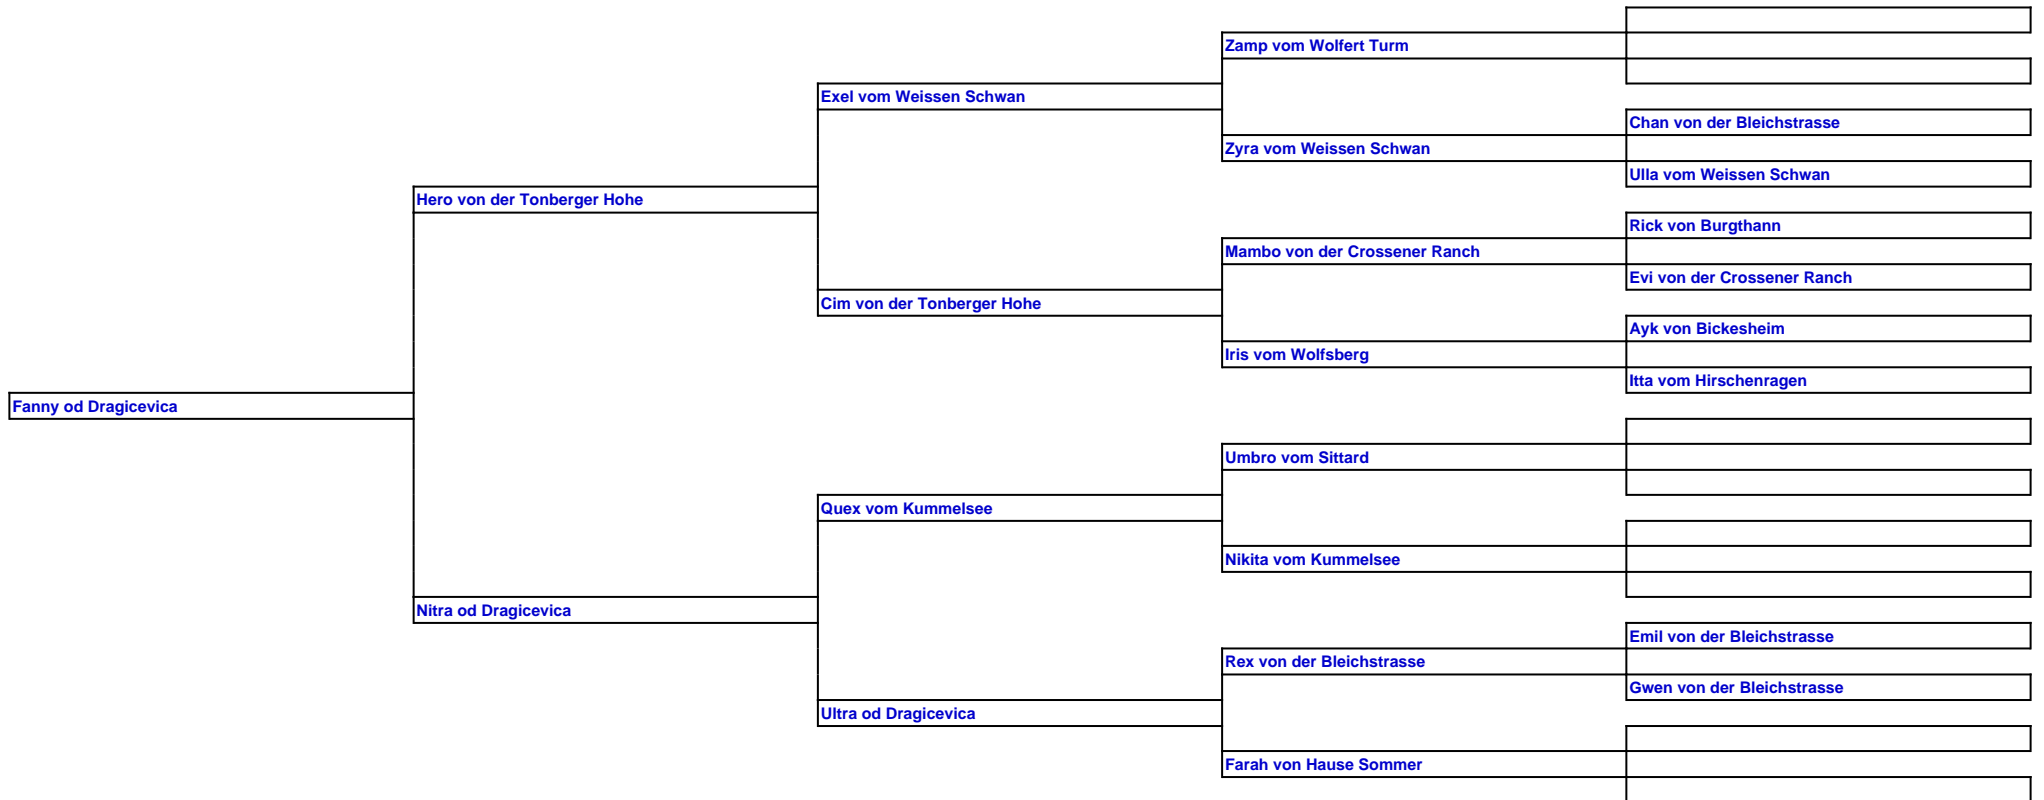 Zamp vom Wolfert Turm
Exel vom Weissen Schwan
Chan von der Bleichstrasse
Zyra vom Weissen Schwan
Ulla vom Weissen Schwan
Hero von der Tonberger Hohe
Rick von Burgthann
Mambo von der Crossener Ranch
Evi von der Crossener Ranch
Cim von der Tonberger Hohe
Ayk von Bickesheim
Iris vom Wolfsberg
Itta vom Hirschenragen
Fanny od Dragicevica
Umbro vom Sittard
Quex vom Kummelsee
Nikita vom Kummelsee
Nitra od Dragicevica
Emil von der Bleichstrasse
Rex von der Bleichstrasse
Gwen von der Bleichstrasse
Ultra od Dragicevica
Farah von Hause Sommer